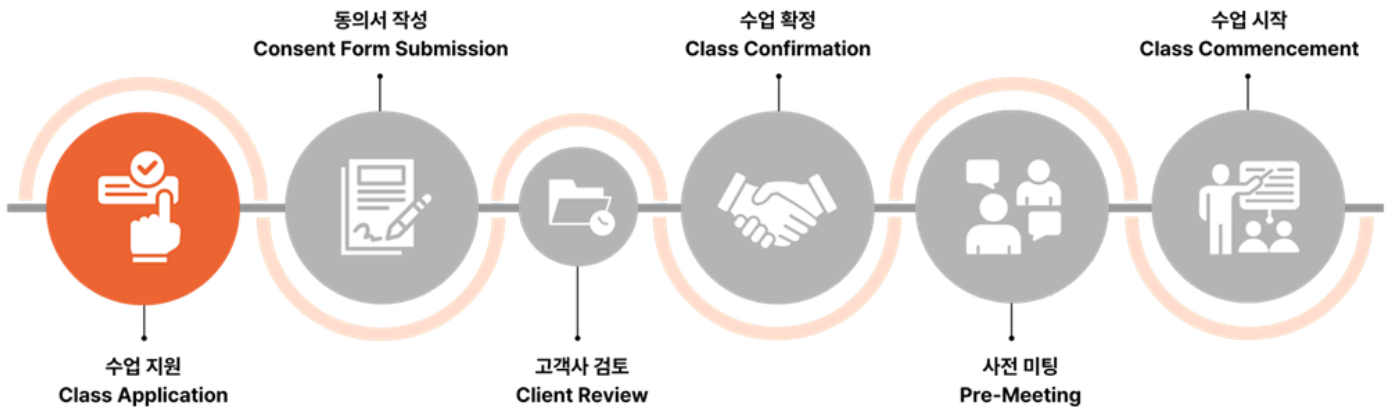 동의서 작성
Consent Form Submission
수업 확정
Class Confirmation
수업 시작
Class Commencement
수업 지원
Class Application
고객사 검토
Client Review
사전 미팅
Pre-Meeting